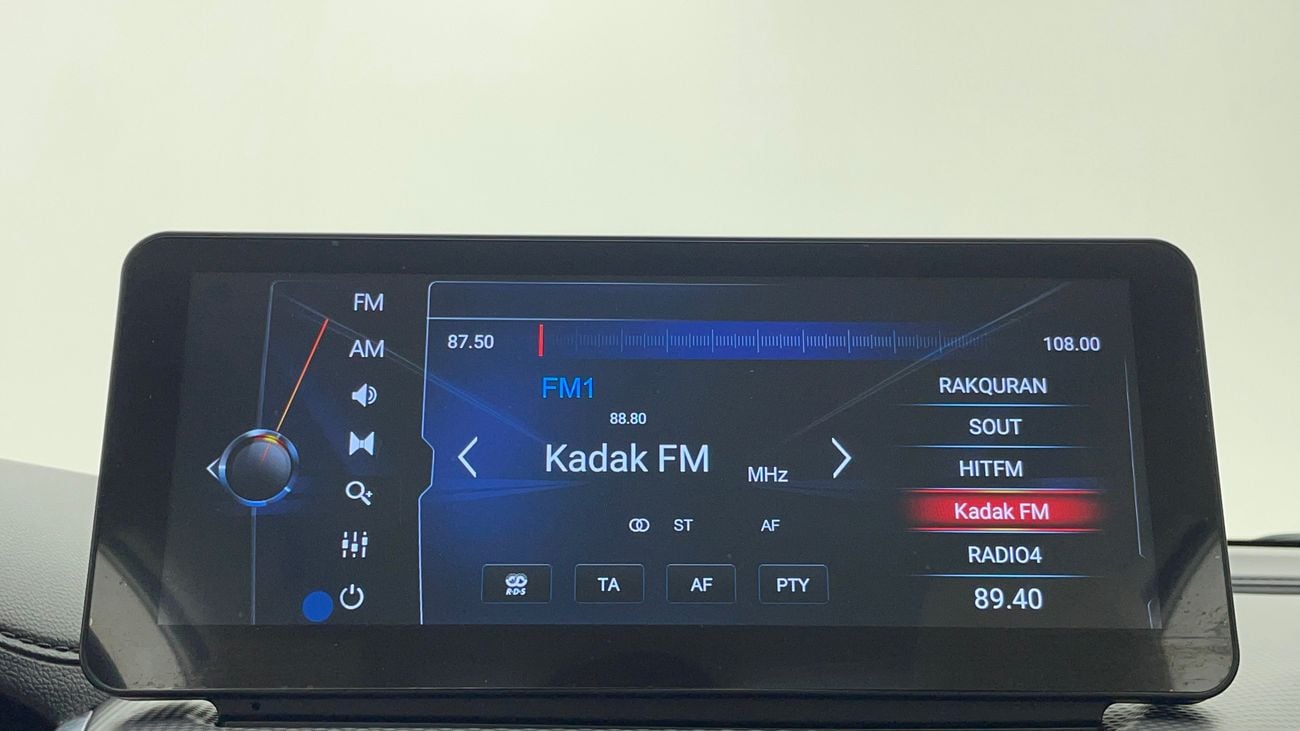 FM
AM
87.50
108.00
FM1
88.80
Kadak FM
MHz
ST
AF
R·D·S
TA
AF
PTY
RAKQURAN
SOUT
HITFM
Kadak FM
RADIO4
89.40